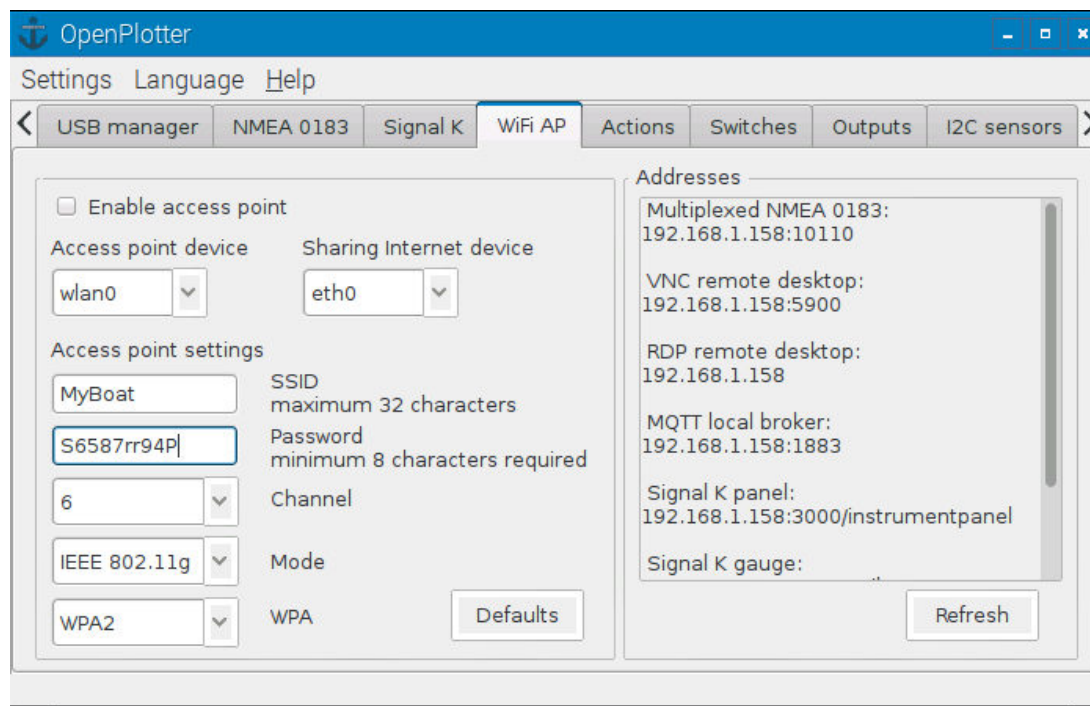 OpenPlotter
Settings Language Help
USB manager NMEA 0183 Signal K WiFi AP Actions Switches Outputs I2C sensors
Enable access point
Access point device Sharing Internet device
wlan0 eth0
Access point settings
MyBoat SSID
maximum 32 characters
S6587rr94P Password
minimum 8 characters required
6 Channel
IEEE 802.11g Mode
WPA2 WPA Defaults
Addresses
Multiplexed NMEA 0183:
192.168.1.158:10110
VNC remote desktop:
192.168.1.158:5900
RDP remote desktop:
192.168.1.158
MQTT local broker:
192.168.1.158:1883
Signal K panel:
192.168.1.158:3000/instrumentpanel
Signal K gauge:
Refresh